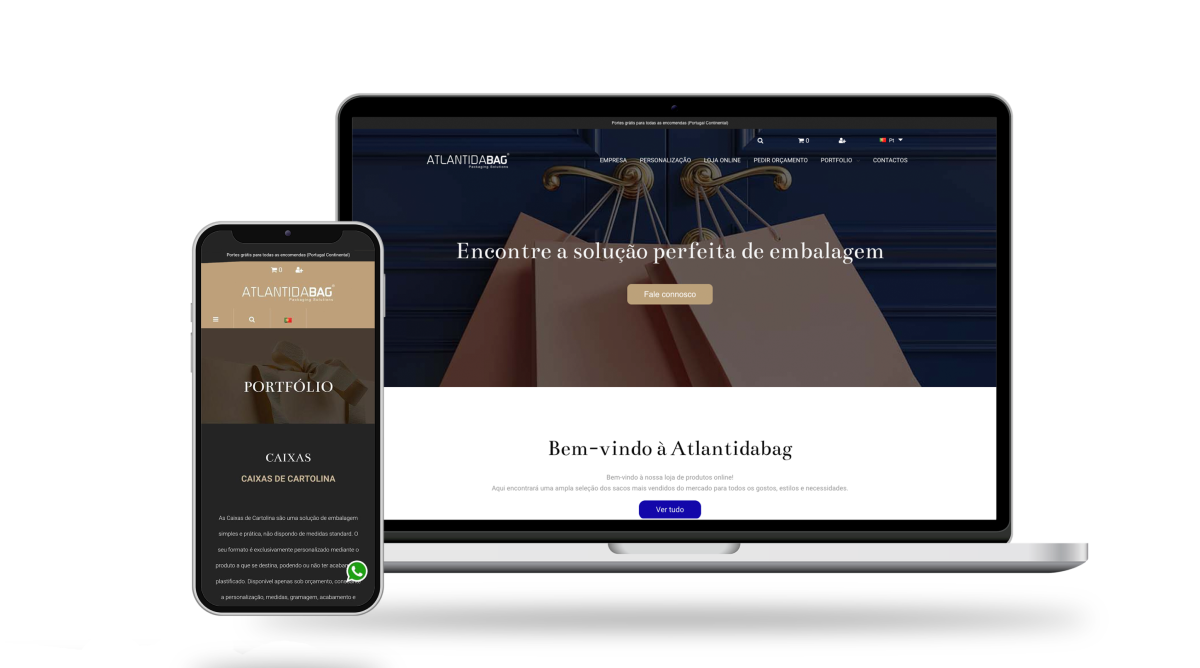 Portes grátis para todas as encomendas (Portugal Continental)
0
Pt
ATLANTIDABAG®
Packaging Solutions
EMPRESA PERSONALIZAÇÃO LOJA ONLINE PEDIR ORÇAMENTO PORTFOLIO CONTACTOS
Encontre a solução perfeita de embalagem
Fale connosco
Bem-vindo à Atlantidabag
Bem-vindo à nossa loja de produtos online!
Aqui encontrará uma ampla seleção dos sacos mais vendidos do mercado para todos os gostos, estilos e necessidades.
Ver tudo
Portes grátis para todas as encomendas (Portugal Continental)
0
ATLANTIDABAG®
Packaging Solutions
PORTFÓLIO
CAIXAS
CAIXAS DE CARTOLINA
As Caixas de Cartolina são uma solução de embalagem
simples e prática, não dispondo de medidas standard. O
seu formato é exclusivamente personalizado mediante o
produto a que se destina, podendo ou não ter
plastificado. Disponível apenas sob orçamento,
a personalização, medidas, gramagem, acabamento e